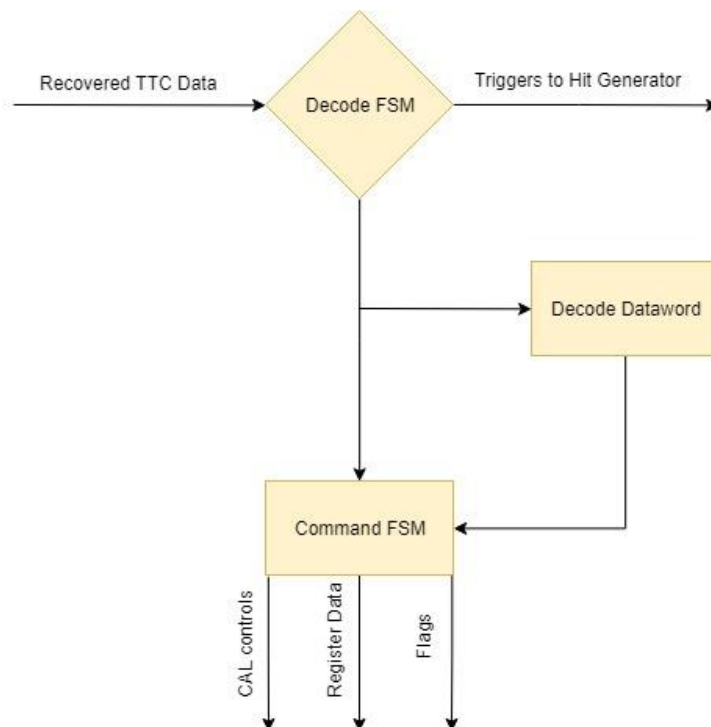 Recovered TTC Data
Decode FSM
Triggers to Hit Generator
Decode Dataword
Command FSM
CAL controls
Register Data
Flags